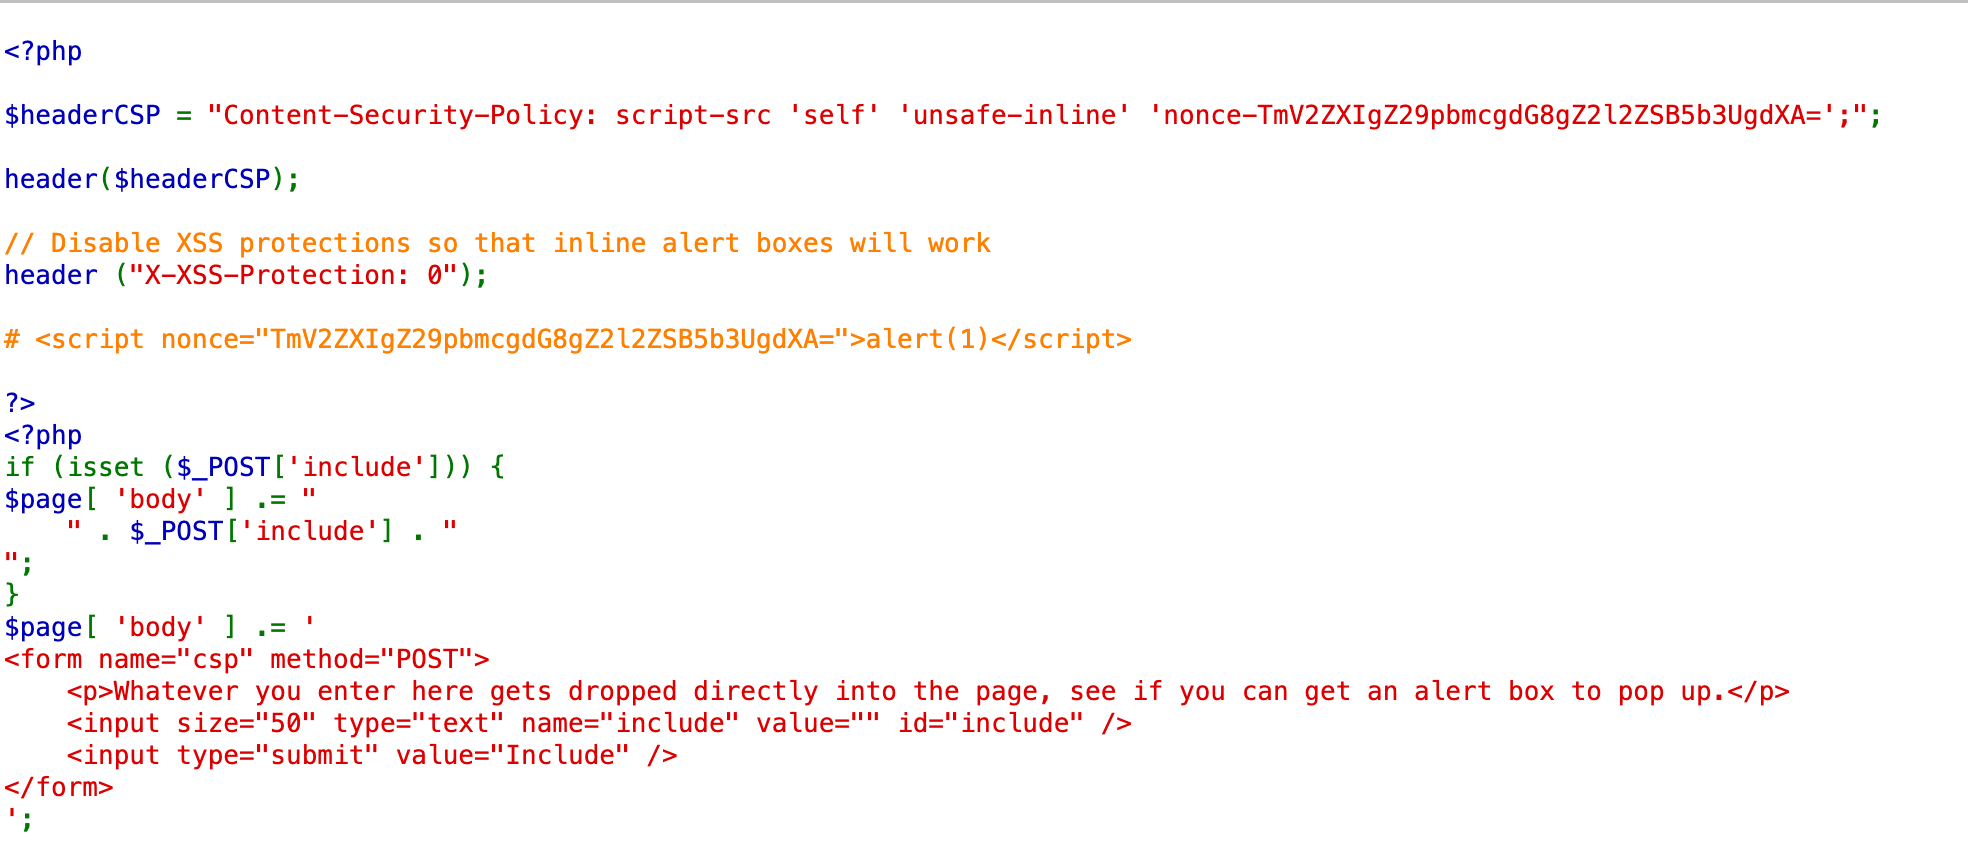 <?php

$headerCSP = "Content-Security-Policy: script-src 'self' 'unsafe-inline' 'nonce-TmV2ZXIgZ29pbmcgdG8gZ2l2ZSB5b3UgdXA=';";

header($headerCSP);

// Disable XSS protections so that inline alert boxes will work
header ("X-XSS-Protection: 0");

# <script nonce="TmV2ZXIgZ29pbmcgdG8gZ2l2ZSB5b3UgdXA=">alert(1)</script>

?>
<?php
if (isset ($_POST['include'])) {
$page[ 'body' ] .= "
    " . $_POST['include'] . "
";
}
$page[ 'body' ] .= '
<form name="csp" method="POST">
    <p>Whatever you enter here gets dropped directly into the page, see if you can get an alert box to pop up.</p>
    <input size="50" type="text" name="include" value="" id="include" />
    <input type="submit" value="Include" />
</form>
';